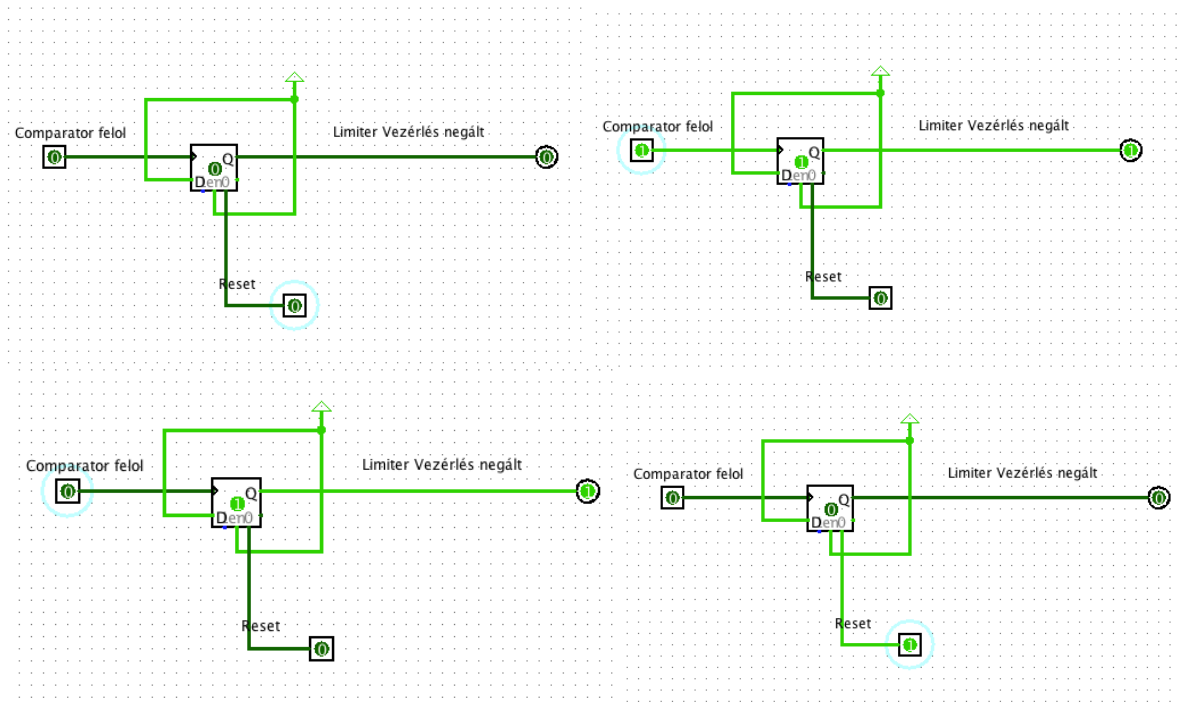 Comparator felol
Limiter Vezérlés negált
0
0
Q
0
D en 0
Reset
0
Comparator felol
Limiter Vezérlés negált
1
1
Q
1
D en 0
Reset
0
Comparator felol
Limiter Vezérlés negált
0
1
Q
1
D en 0
Reset
0
Comparator felol
Limiter Vezérlés negált
0
0
Q
0
D en 0
Reset
1